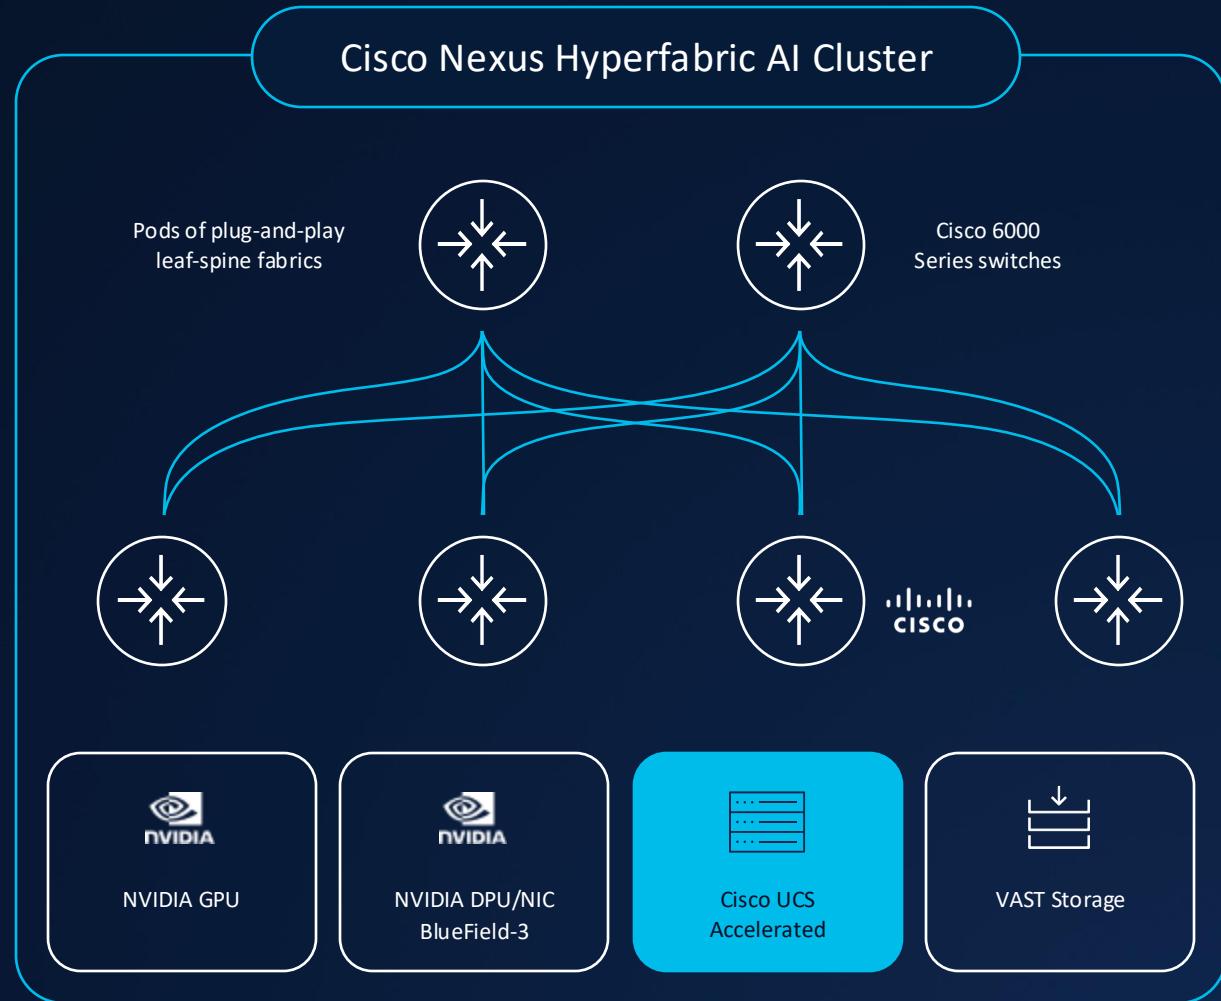 Cisco Nexus Hyperfabric AI Cluster
Pods of plug-and-play
leaf-spine fabrics
Cisco 6000
Series switches
CISCO
NVIDIA
NVIDIA GPU
NVIDIA
NVIDIA DPU/NIC
BlueField-3
Cisco UCS
Accelerated
VAST Storage